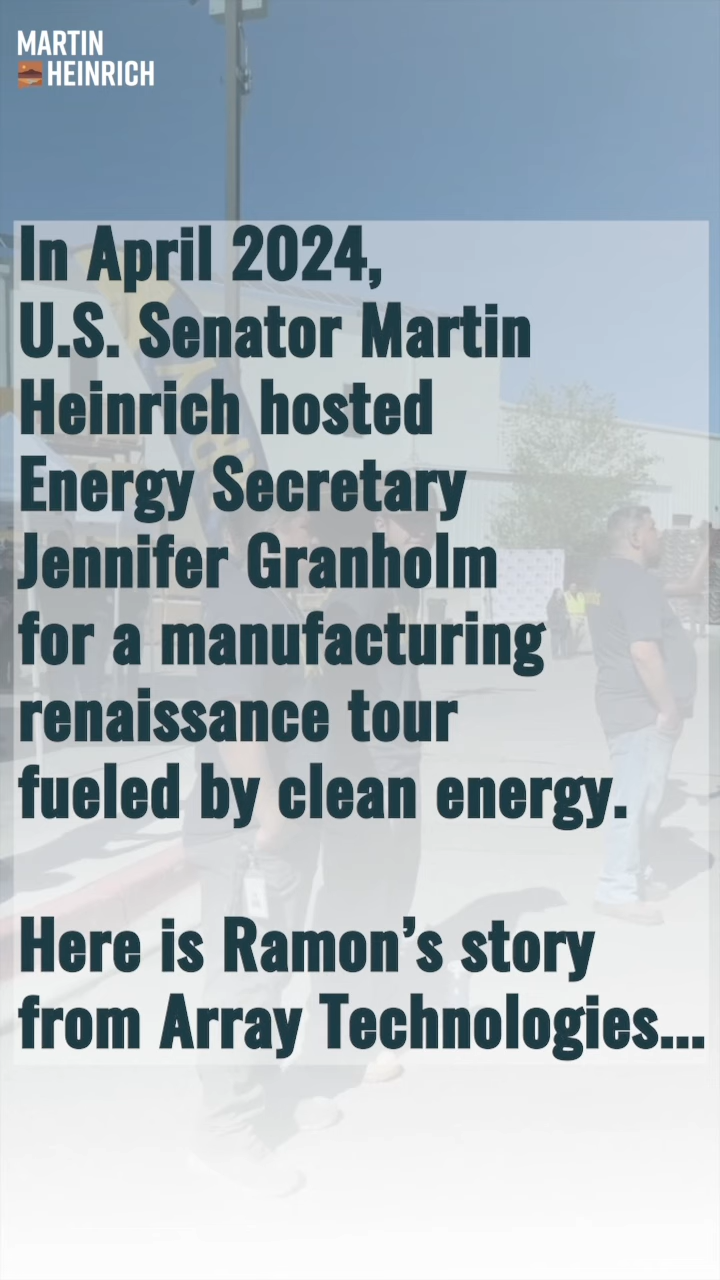 MARTIN
HEINRICH
In April 2024,
U.S. Senator Martin
Heinrich hosted
Energy Secretary
Jennifer Granholm
for a manufacturing
renaissance tour
fueled by clean energy.
Here is Ramon’s story
from Array Technologies...